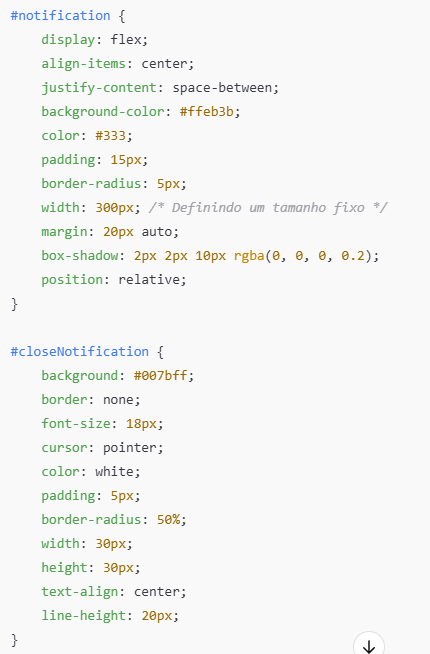 #notification {
    display: flex;
    align-items: center;
    justify-content: space-between;
    background-color: #ffeb3b;
    color: #333;
    padding: 15px;
    border-radius: 5px;
    width: 300px; /* Definindo um tamanho fixo */
    margin: 20px auto;
    box-shadow: 2px 2px 10px rgba(0, 0, 0, 0.2);
    position: relative;
}

#closeNotification {
    background: #007bff;
    border: none;
    font-size: 18px;
    cursor: pointer;
    color: white;
    padding: 5px;
    border-radius: 50%;
    width: 30px;
    height: 30px;
    text-align: center;
    line-height: 20px;
}